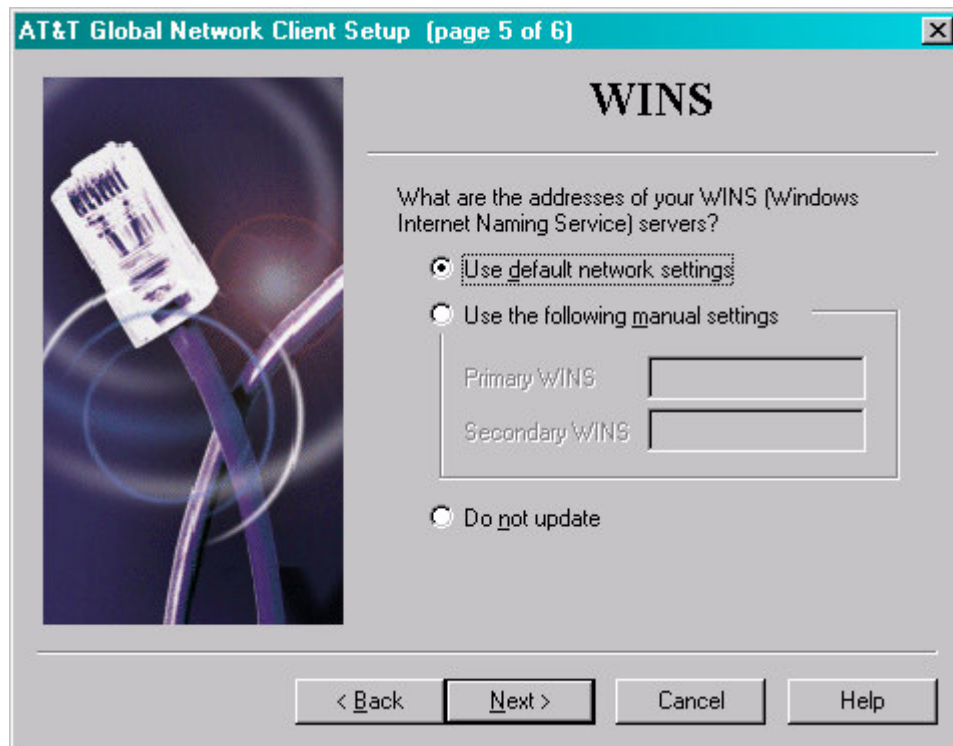 AT&T Global Network Client Setup (page 5 of 6)
WINS
What are the addresses of your WINS (Windows
Internet Naming Service) servers?
Use default network settings
Use the following manual settings
Primary WINS
Secondary WINS
Do not update
< Back
Next >
Cancel
Help